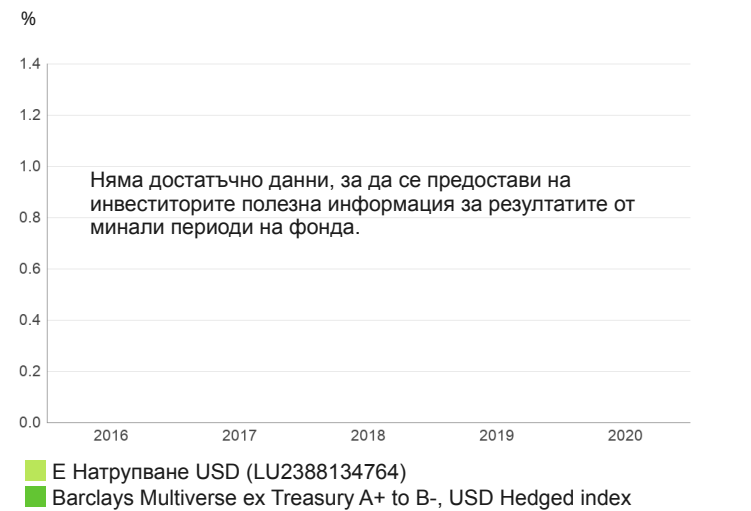 %
1.4
1.2
1.0
Няма достатъчно данни, за да се предостави на
инвеститорите полезна информация за резултатите от
0.8
минали периоди на фонда.
0.6
0.4
0.2
0.0
2016 2017 2018 2019 2020
E Натрупване USD (LU2388134764)
Barclays Multiverse ex Treasury A+ to B-, USD Hedged index